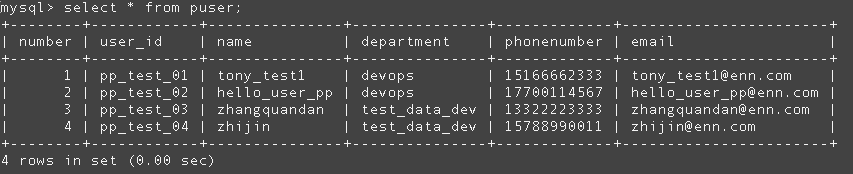 mysql> select * from puser;
+--------+------------+---------------+---------------+-------------+-----------------------+
| number | user_id    | name          | department    | phonenumber | email                 |
+--------+------------+---------------+---------------+-------------+-----------------------+
|      1 | pp_test_01 | tony_test1    | devops        | 15166662333 | tony_test1@enn.com    |
|      2 | pp_test_02 | hello_user_pp | devops        | 17700114567 | hello_user_pp@enn.com |
|      3 | pp_test_03 | zhangquandan  | test_data_dev | 13322223333 | zhangquandan@enn.com  |
|      4 | pp_test_04 | zhijin        | test_data_dev | 15788990011 | zhijin@enn.com        |
+--------+------------+---------------+---------------+-------------+-----------------------+
4 rows in set (0.00 sec)